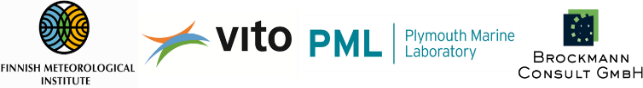 FINNISH METEOROLOGICAL
INSTITUTE
vito
PML
Plymouth Marine
Laboratory
BROCKMANN
CONSULT GMBH